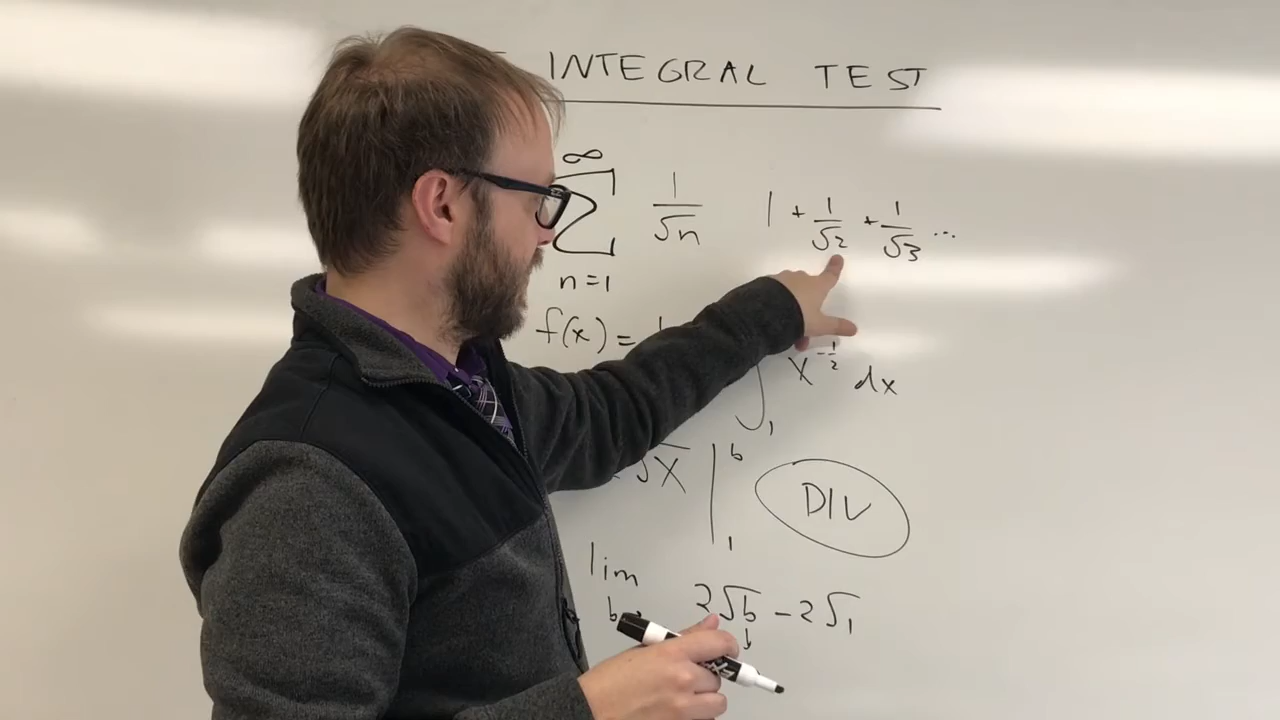 INTEGRAL TEST
∞
∑ 1/√n 1 + 1/√2 + 1/√3 ...
n=1
f(x) = 1
∫ x^(-1/2) dx
1
√x | b DIV
1
lim 2√b - 2√1
b→
↓